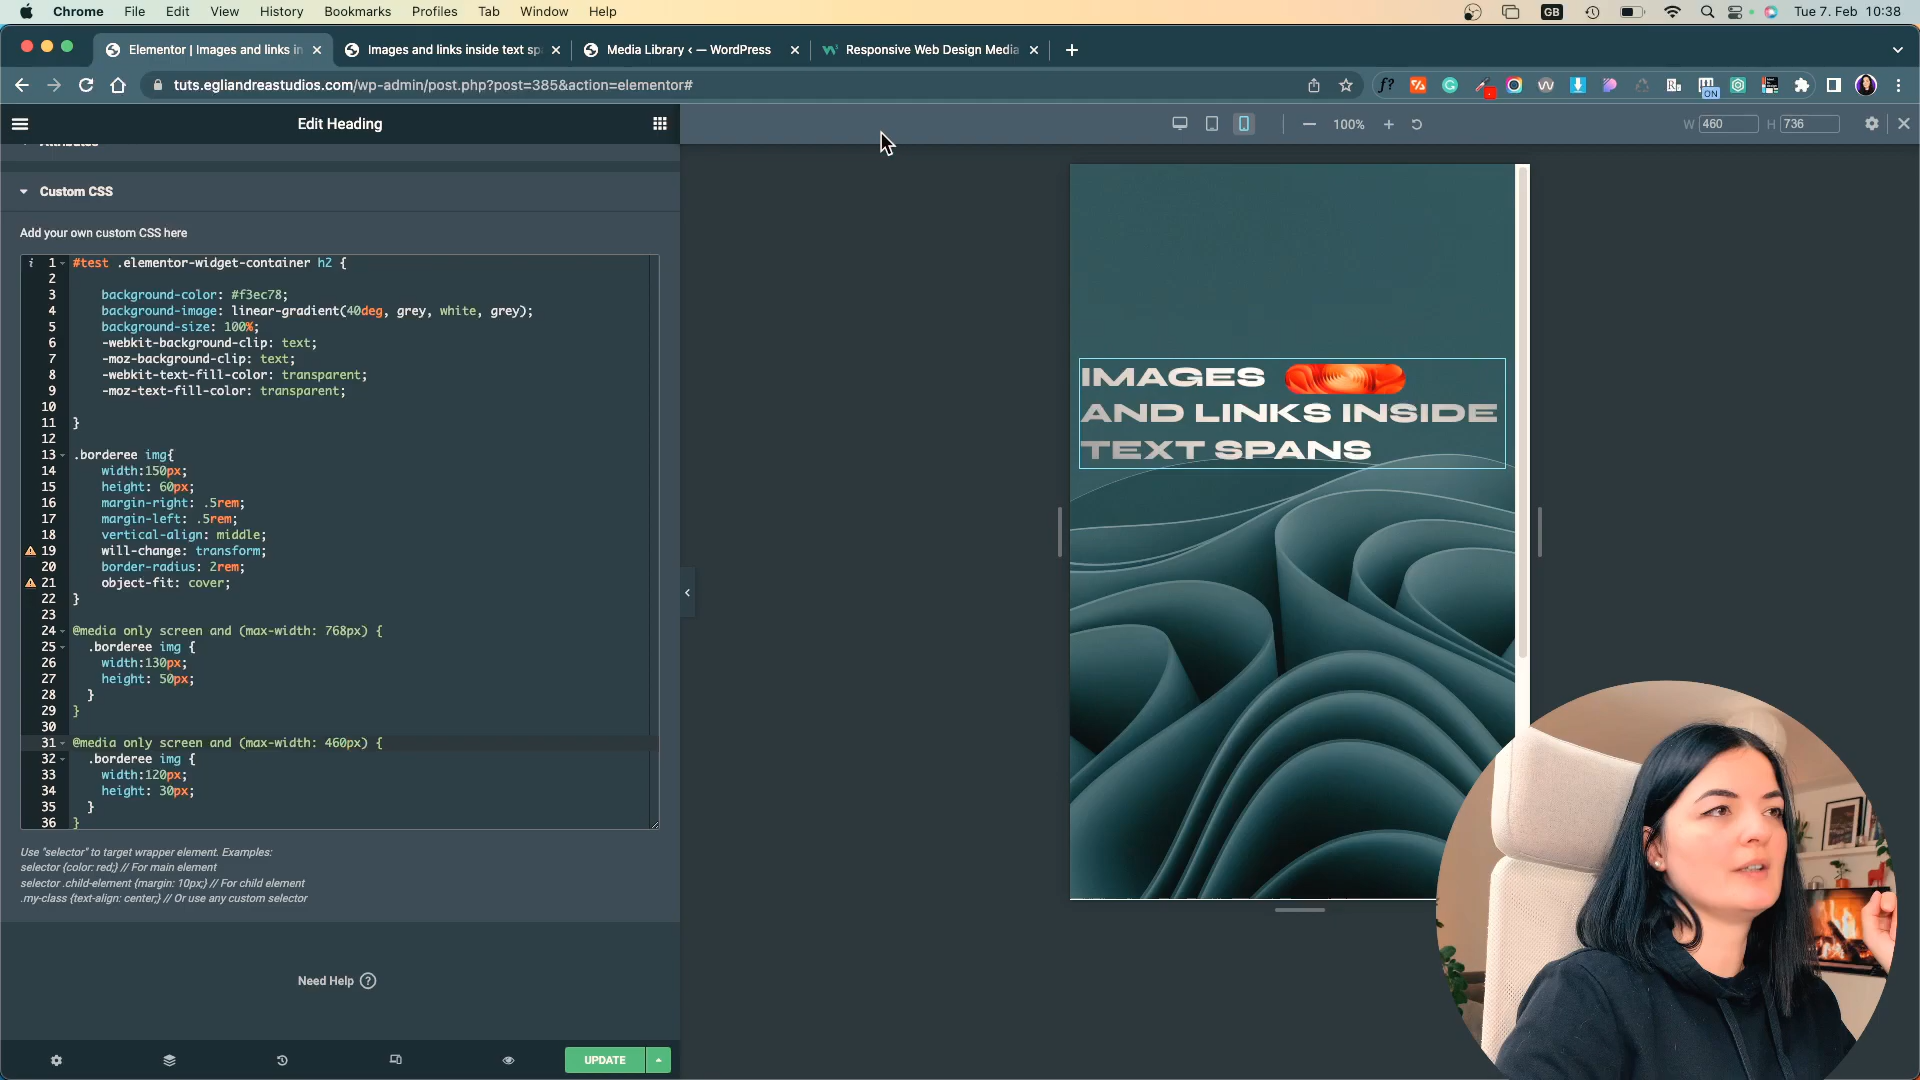 Chrome File Edit View History Bookmarks Profiles Tab Window Help GB Tue 7. Feb 10:38
Elementor | Images and links in Images and links inside text sp Media Library ‹ — WordPress Responsive Web Design Media
tuts.egliandreastudios.com/wp-admin/post.php?post=385&action=elementor#
ON
Edit Heading
100% W 460 H 736
Custom CSS
Add your own custom CSS here
i 1 #test .elementor-widget-container h2 {
2
3 background-color: #f3ec78;
4 background-image: linear-gradient(40deg, grey, white, grey);
5 background-size: 100%;
6 -webkit-background-clip: text;
7 -moz-background-clip: text;
8 -webkit-text-fill-color: transparent;
9 -moz-text-fill-color: transparent;
10
11 }
12
13 .borderee img{
14 width:150px;
15 height: 60px;
16 margin-right: .5rem;
17 margin-left: .5rem;
18 vertical-align: middle;
19 will-change: transform;
20 border-radius: 2rem;
21 object-fit: cover;
22 }
23
24 @media only screen and (max-width: 768px) {
25 .borderee img {
26 width:130px;
27 height: 50px;
28 }
29 }
30
31 @media only screen and (max-width: 460px) {
32 .borderee img {
33 width:120px;
34 height: 30px;
35 }
36 }
Use "selector" to target wrapper element. Examples:
selector {color: red;} // For main element
selector .child-element {margin: 10px;} // For child element
.my-class {text-align: center;} // Or use any custom selector
Need Help ?
UPDATE
IMAGES
AND LINKS INSIDE
TEXT SPANS